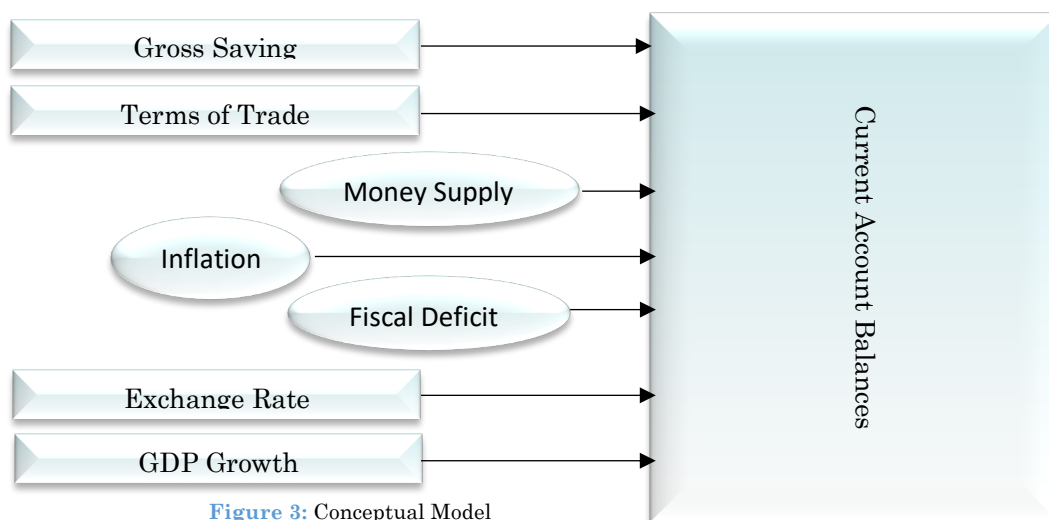 Gross Saving
Terms of Trade
Money Supply
Inflation
Fiscal Deficit
Exchange Rate
GDP Growth
Current Account Balances
Figure 3: Conceptual Model